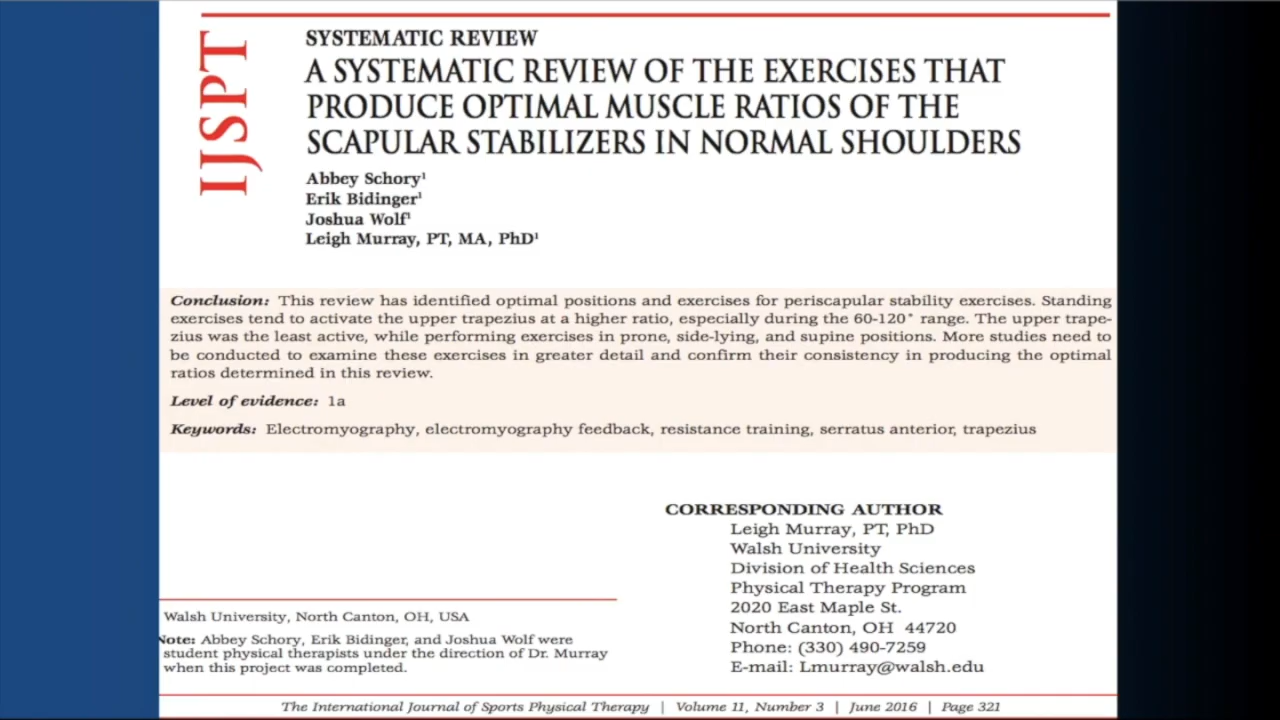 IJSPT
SYSTEMATIC REVIEW
A SYSTEMATIC REVIEW OF THE EXERCISES THAT
PRODUCE OPTIMAL MUSCLE RATIOS OF THE
SCAPULAR STABILIZERS IN NORMAL SHOULDERS
Abbey Schory¹
Erik Bidinger¹
Joshua Wolf¹
Leigh Murray, PT, MA, PhD¹
Conclusion: This review has identified optimal positions and exercises for periscapular stability exercises. Standing
exercises tend to activate the upper trapezius at a higher ratio, especially during the 60-120˚ range. The upper trape-
zius was the least active, while performing exercises in prone, side-lying, and supine positions. More studies need to
be conducted to examine these exercises in greater detail and confirm their consistency in producing the optimal
ratios determined in this review.
Level of evidence: 1a
Keywords: Electromyography, electromyography feedback, resistance training, serratus anterior, trapezius
CORRESPONDING AUTHOR
Leigh Murray, PT, PhD
Walsh University
Division of Health Sciences
Physical Therapy Program
2020 East Maple St.
North Canton, OH 44720
Phone: (330) 490-7259
E-mail: Lmurray@walsh.edu
Walsh University, North Canton, OH, USA
Note: Abbey Schory, Erik Bidinger, and Joshua Wolf were
student physical therapists under the direction of Dr. Murray
when this project was completed.
The International Journal of Sports Physical Therapy | Volume 11, Number 3 | June 2016 | Page 321